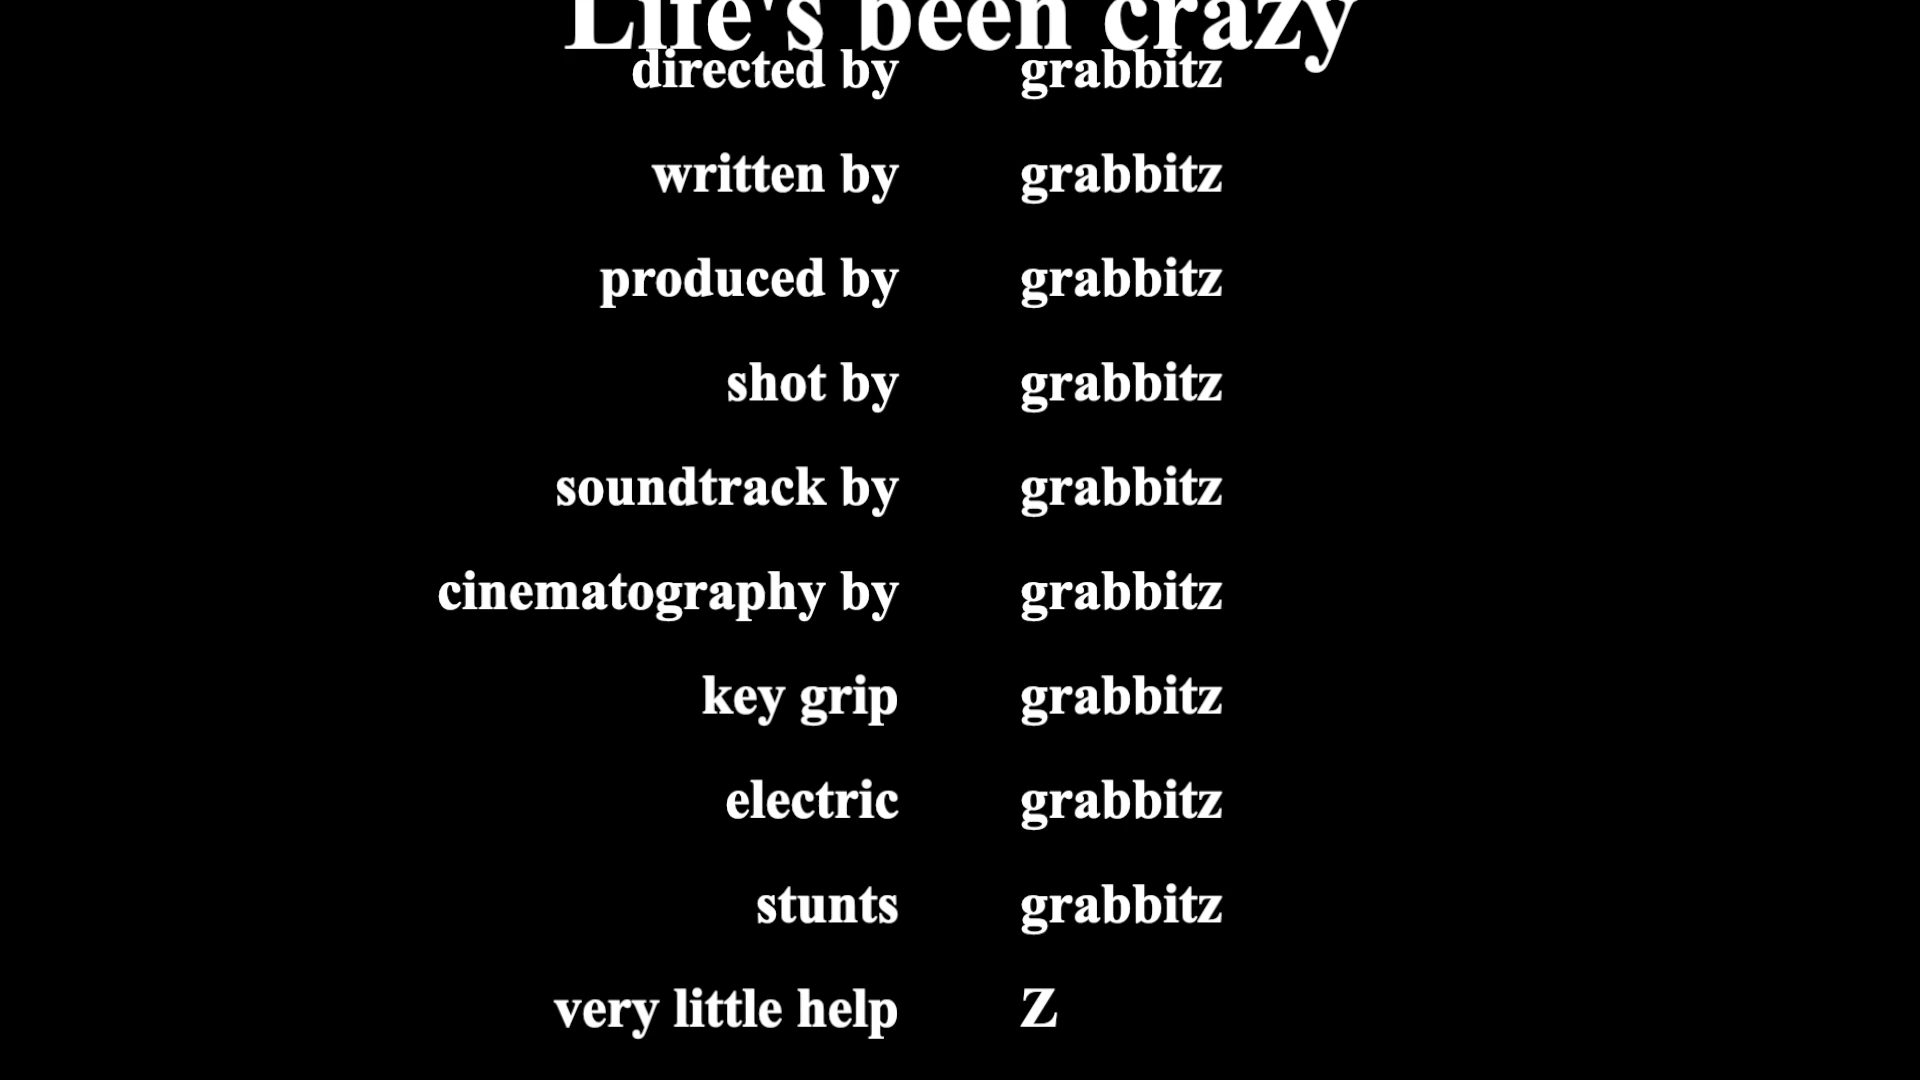 Life's been crazy
directed by grabbitz
written by grabbitz
produced by grabbitz
shot by grabbitz
soundtrack by grabbitz
cinematography by grabbitz
key grip grabbitz
electric grabbitz
stunts grabbitz
very little help Z